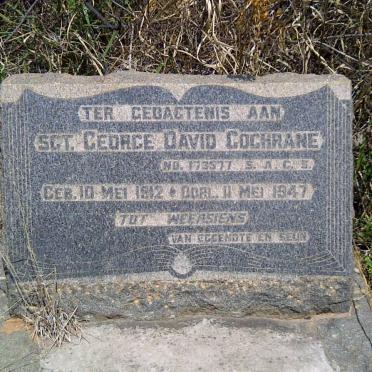 TER GEDACTENIS AAN
SGT. GEORGE DAVID COCHRANE
NO. 173577 S.A.C.S
GEB. 10 MEI 1912 • OORL. 11 MEI 1947
TOT WEERSIENS
VAN EGGENOTE EN SEUN